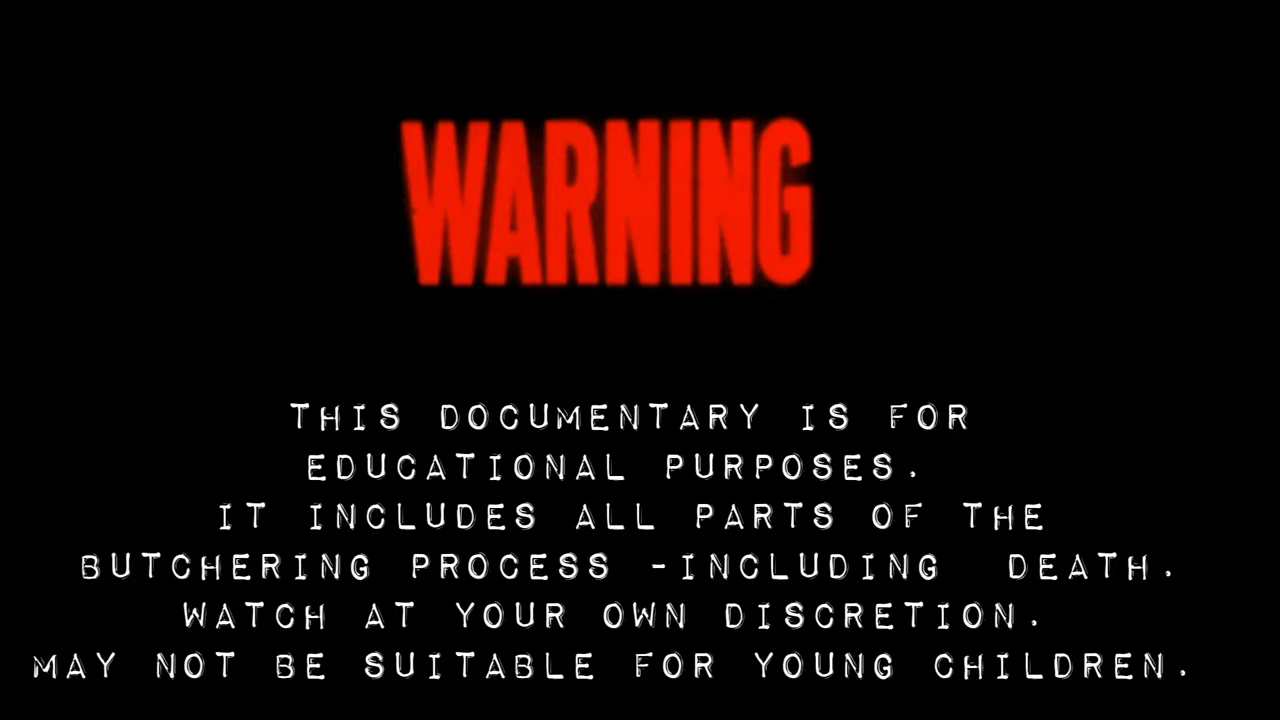 WARNING
THIS DOCUMENTARY IS FOR
EDUCATIONAL PURPOSES.
IT INCLUDES ALL PARTS OF THE
BUTCHERING PROCESS -INCLUDING DEATH.
WATCH AT YOUR OWN DISCRETION.
MAY NOT BE SUITABLE FOR YOUNG CHILDREN.